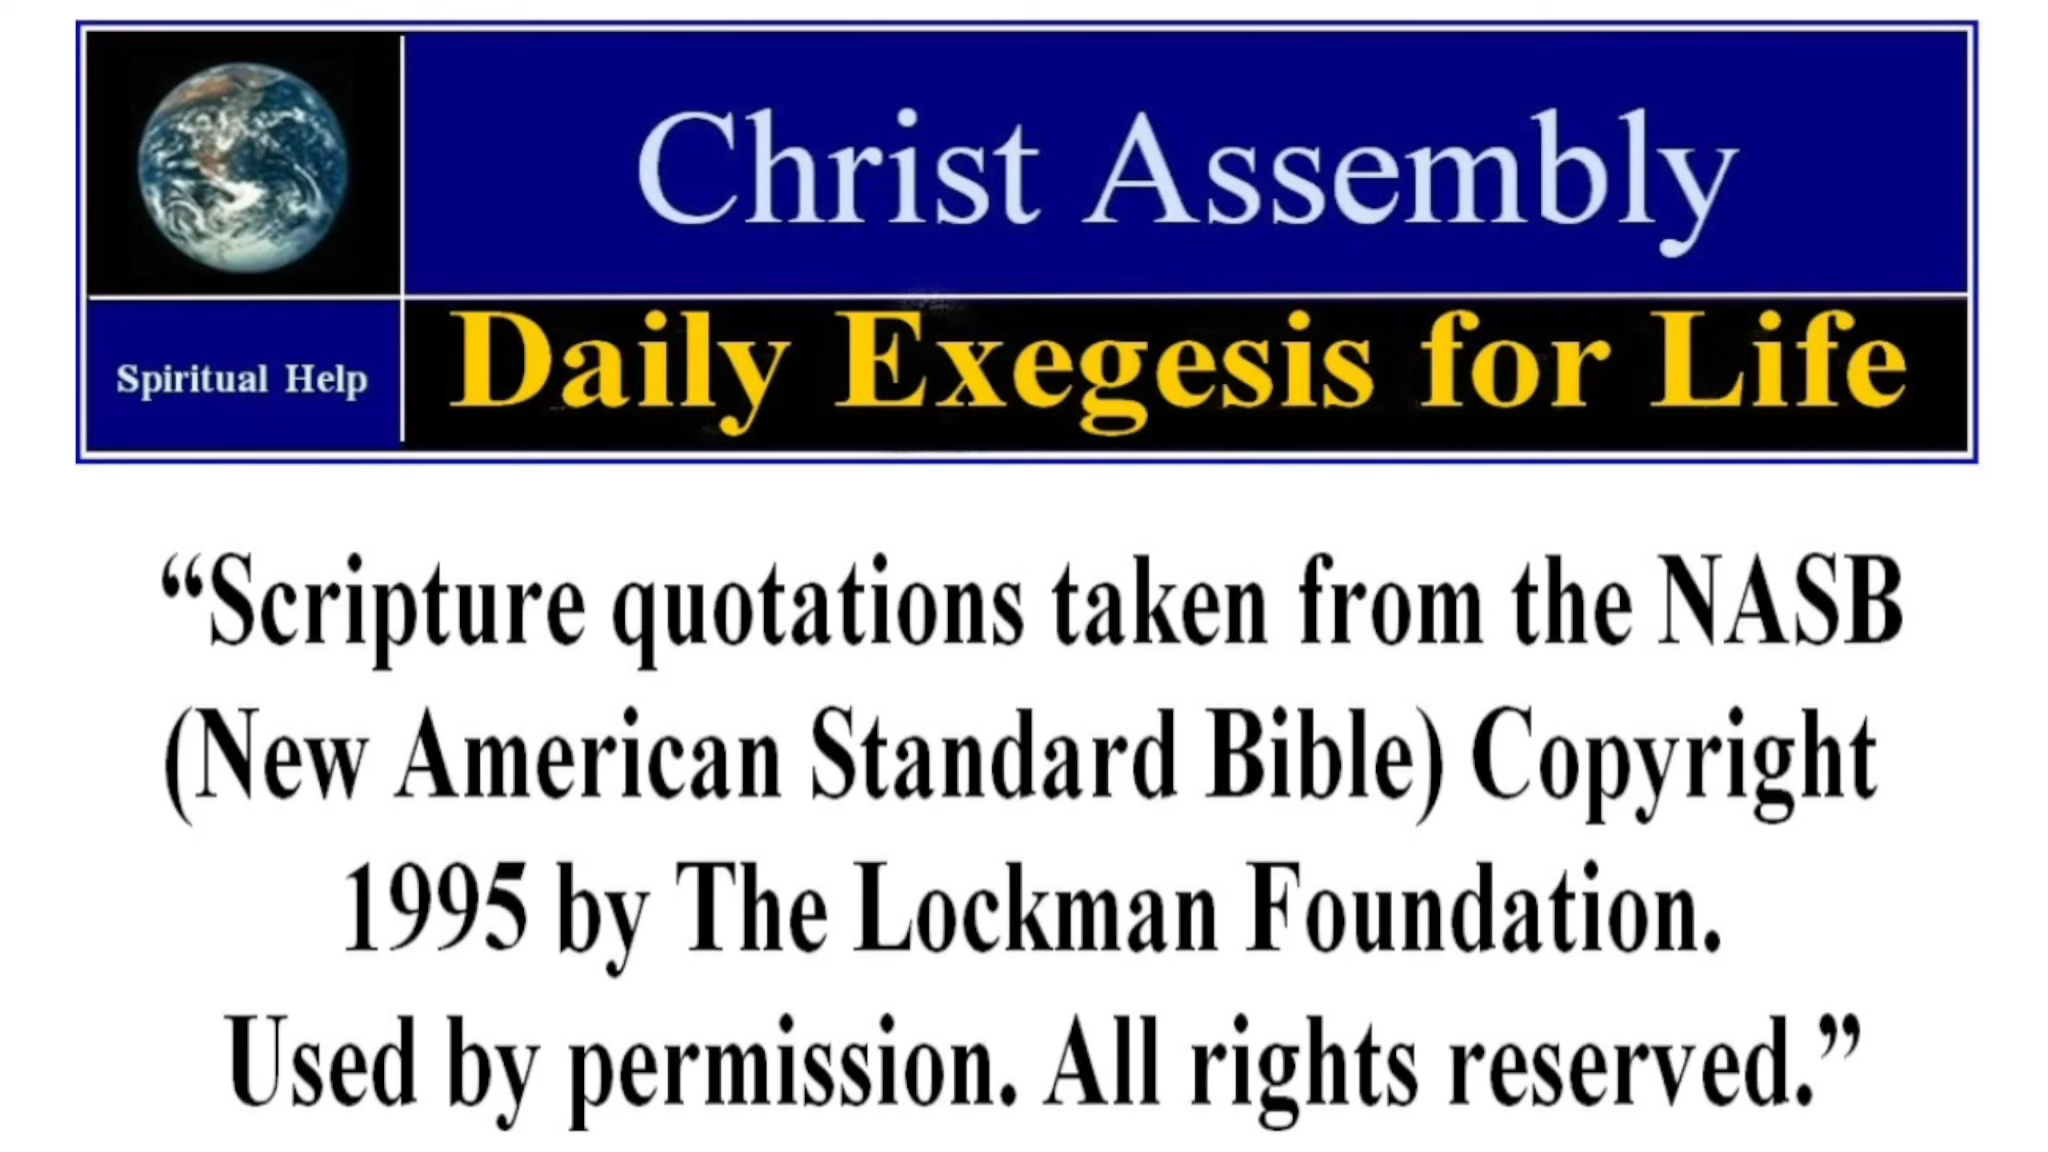 Christ Assembly
Spiritual Help
Daily Exegesis for Life
“Scripture quotations taken from the NASB
(New American Standard Bible) Copyright
1995 by The Lockman Foundation.
Used by permission. All rights reserved.”